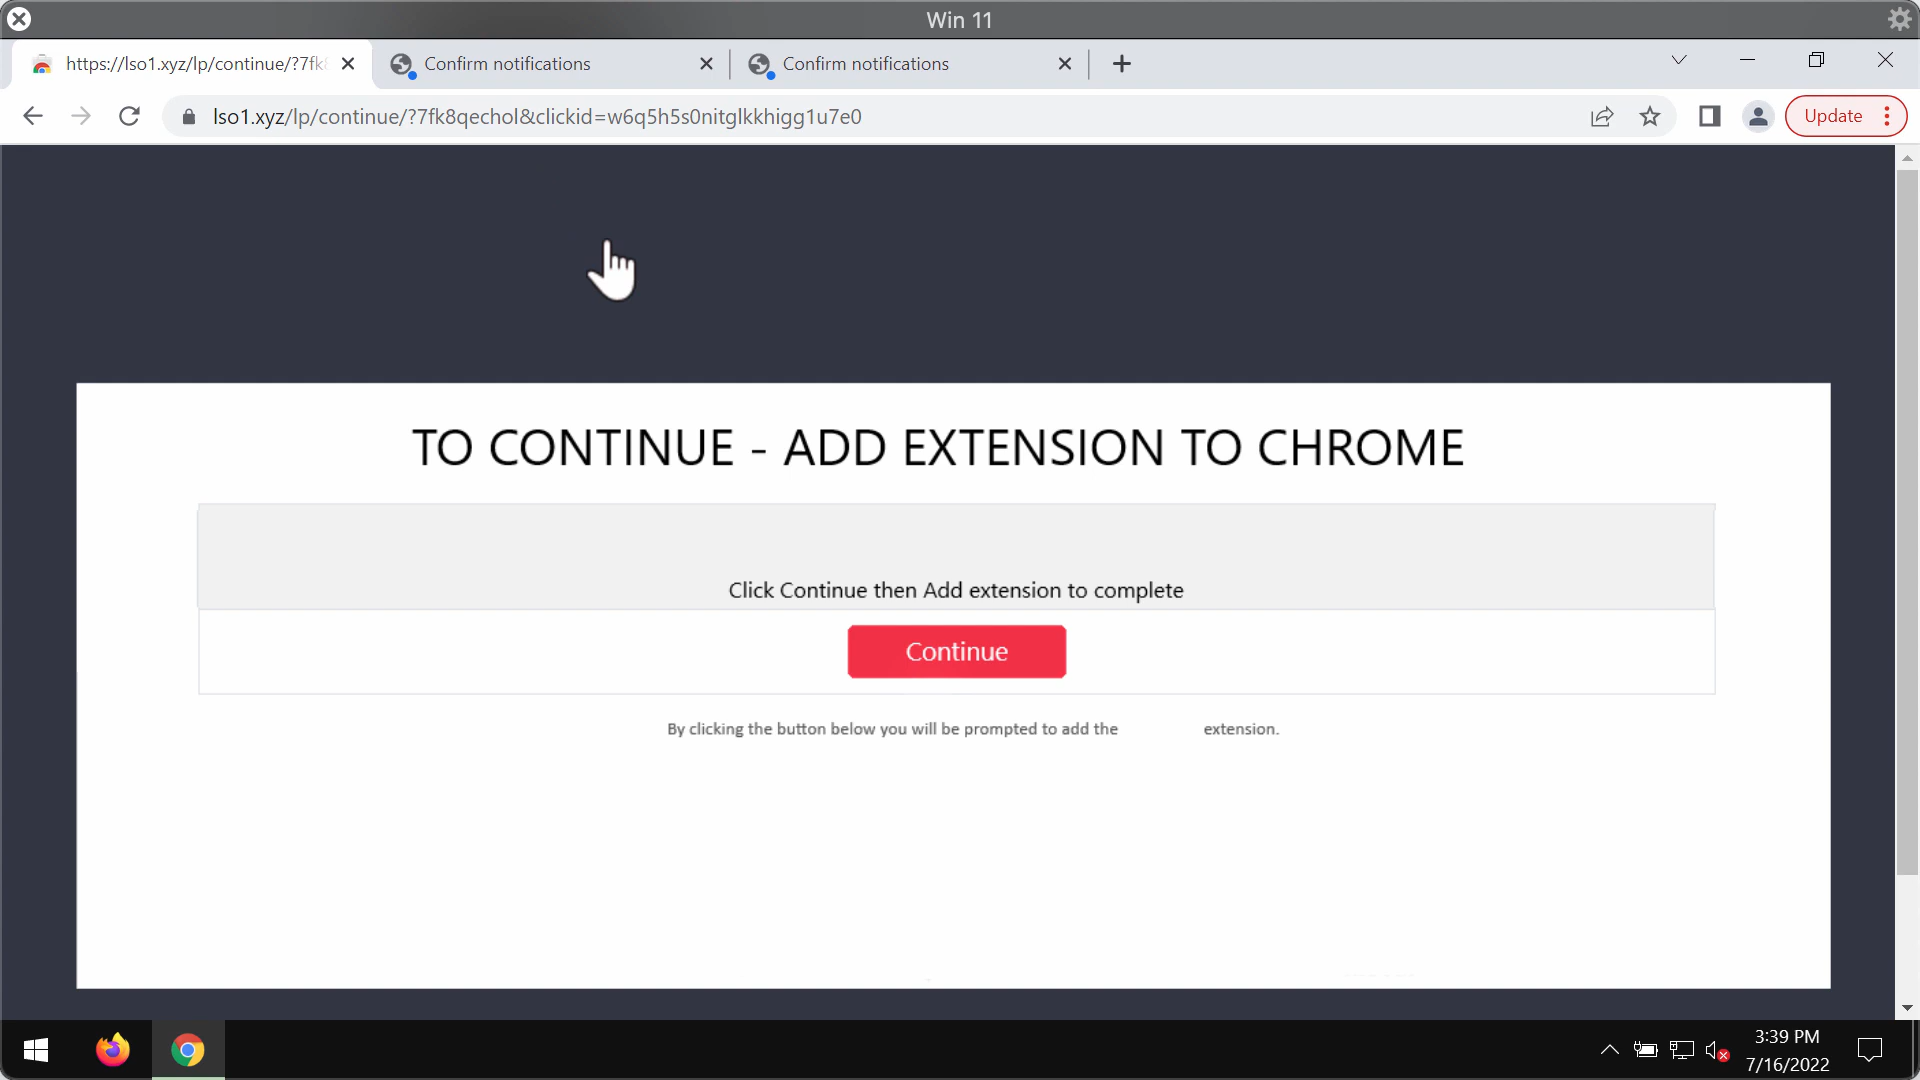 Win 11
https://lso1.xyz/lp/continue/?7fk8
Confirm notifications
Confirm notifications
lso1.xyz/lp/continue/?7fk8qechol&clickid=w6q5h5s0nitglkkhigg1u7e0
Update
TO CONTINUE - ADD EXTENSION TO CHROME
Click Continue then Add extension to complete
Continue
By clicking the button below you will be prompted to add the extension.
3:39 PM
7/16/2022